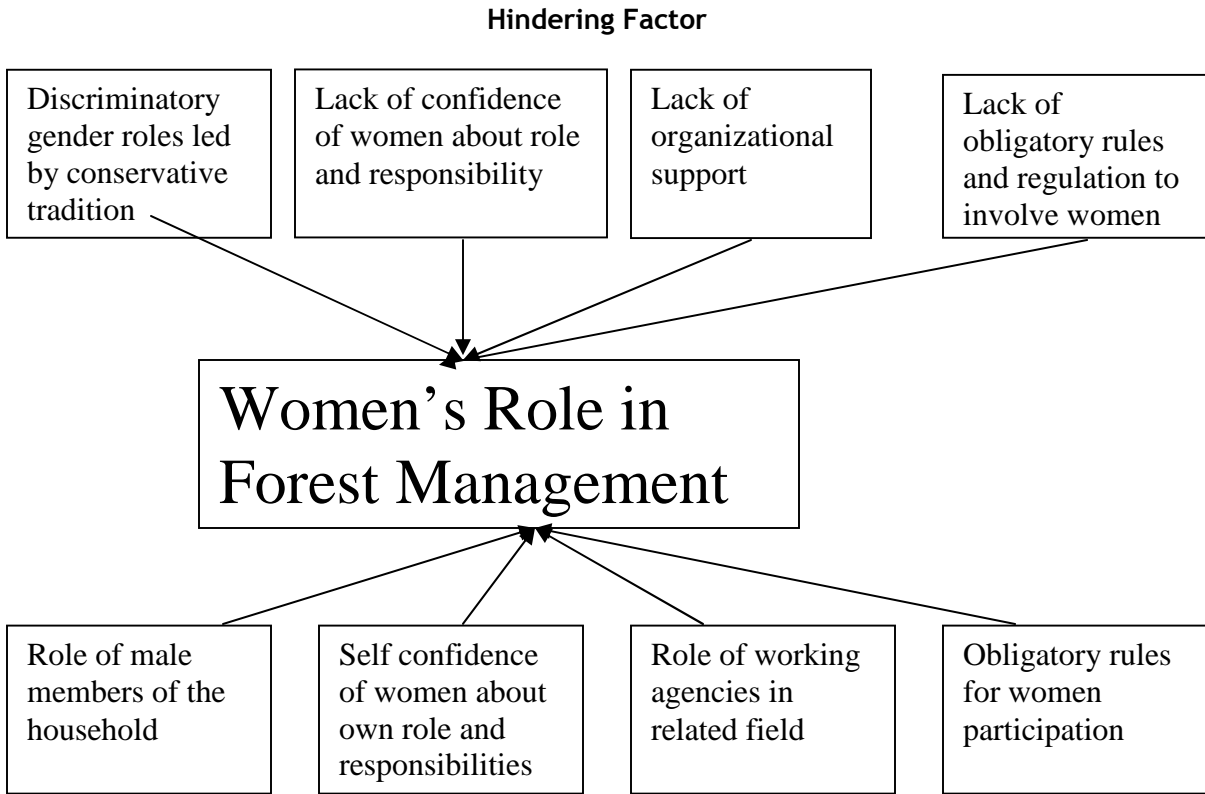 Hindering Factor
Discriminatory
gender roles led
by conservative
tradition
Lack of confidence
of women about role
and responsibility
Lack of
organizational
support
Lack of
obligatory rules
and regulation to
involve women
Women’s Role in
Forest Management
Role of male
members of the
household
Self confidence
of women about
own role and
responsibilities
Role of working
agencies in
related field
Obligatory rules
for women
participation